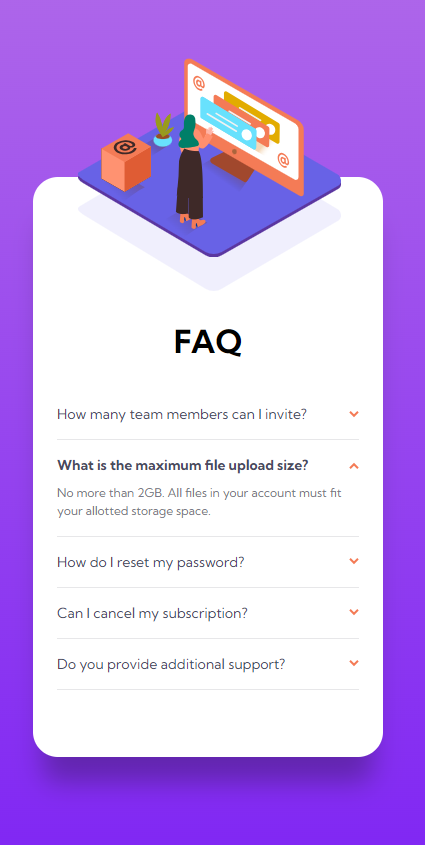 @
@
@
FAQ
How many team members can I invite?
What is the maximum file upload size?
No more than 2GB. All files in your account must fit
your allotted storage space.
How do I reset my password?
Can I cancel my subscription?
Do you provide additional support?